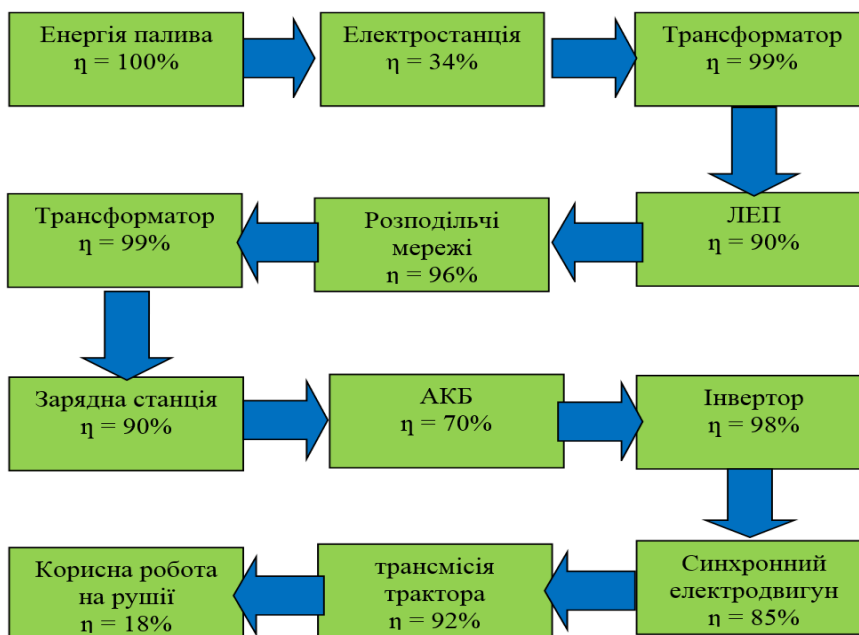 Енергія палива
η = 100%
Електростанція
η = 34%
Трансформатор
η = 99%
ЛЕП
η = 90%
Розподільчі
мережі
η = 96%
Трансформатор
η = 99%
Зарядна станція
η = 90%
АКБ
η = 70%
Інвертор
η = 98%
Синхронний
електродвигун
η = 85%
трансмісія
трактора
η = 92%
Корисна робота
на рушії
η = 18%